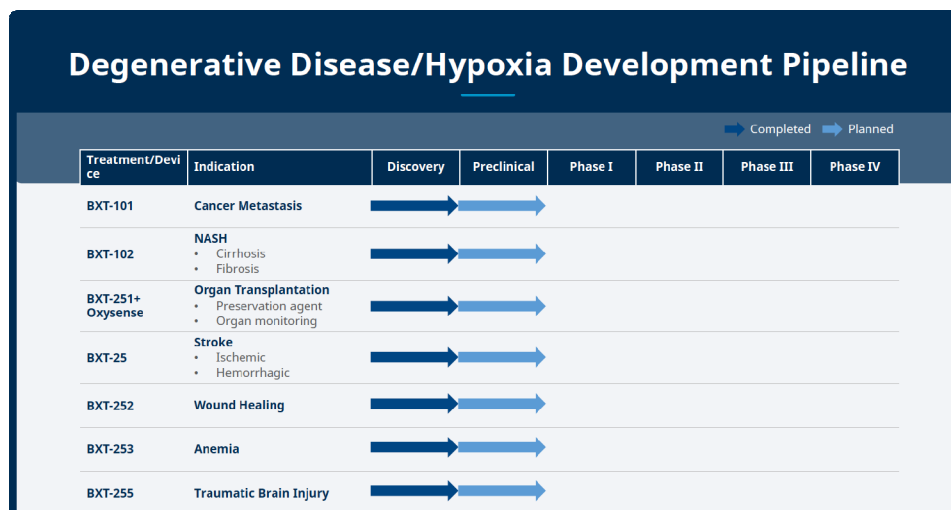 Degenerative Disease/Hypoxia Development Pipeline
Completed Planned
Treatment/Devi
ce
Indication Discovery Preclinical Phase I Phase II Phase III Phase IV
BXT-101 Cancer Metastasis
BXT-102
NASH
• Cirrhosis
• Fibrosis
BXT-251+
Oxysense
Organ Transplantation
• Preservation agent
• Organ monitoring
BXT-25
Stroke
• Ischemic
• Hemorrhagic
BXT-252 Wound Healing
BXT-253 Anemia
BXT-255 Traumatic Brain Injury